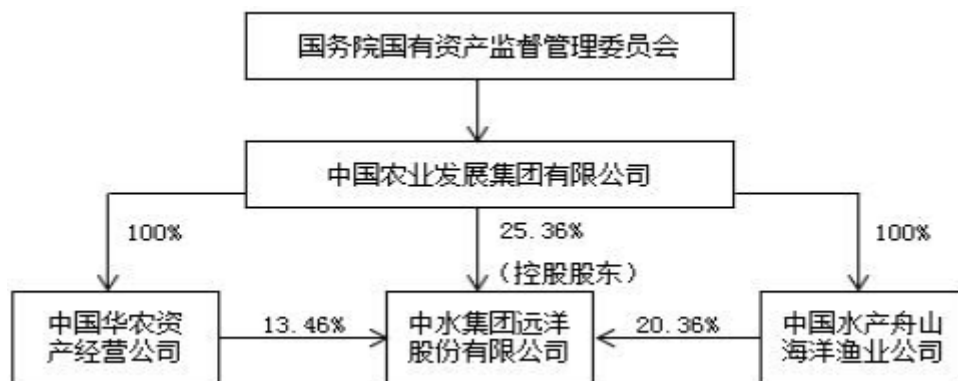 国务院国有资产监督管理委员会
中国农业发展集团有限公司
100%
25.36%
100%
（控股股东）
中国华农资
产经营公司
13.46%
中水集团远洋
股份有限公司
20.36%
中国水产舟山
海洋渔业公司